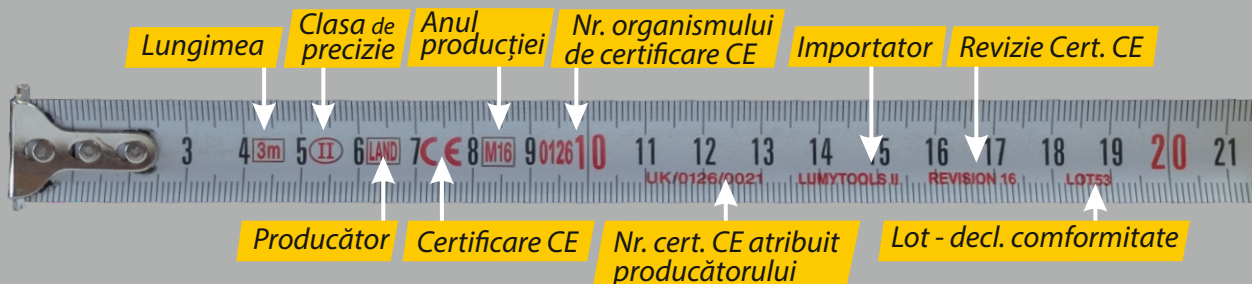 Lungimea
Clasa de
precizie
Anul
producției
Nr. organismului
de certificare CE
Importator
Revizie Cert. CE
3 4 3m 5 II 6 LAND 7 CE 8 M16 9 0126 10 11 12 13 14 15 16 17 18 19 20 21
UK/0126/0021 LUMYTOOLS II REVISION 16 LOT53
Producător
Certificare CE
Nr. cert. CE atribuit
producătorului
Lot - decl. comformitate